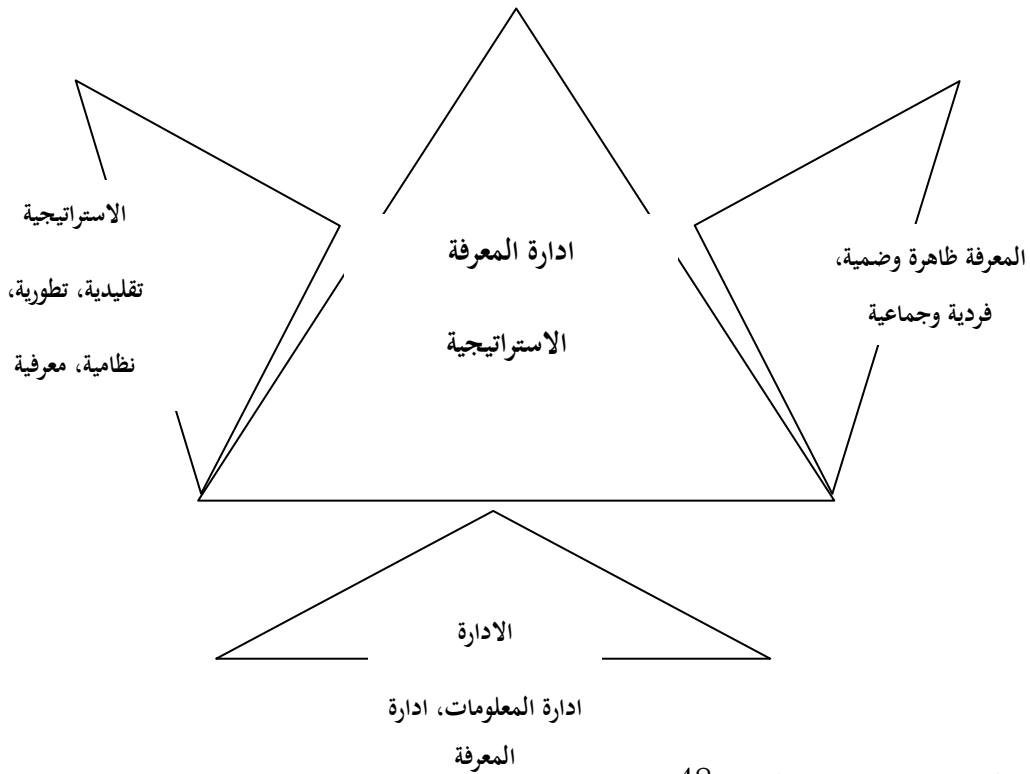 ادارة المعرفة
الاستراتيجية
المعرفة ظاهرة وضمية،
فردية وجماعية
الاستراتيجية
تقليدية، تطورية،
نظامية، معرفية
الادارة
ادارة المعلومات، ادارة
المعرفة